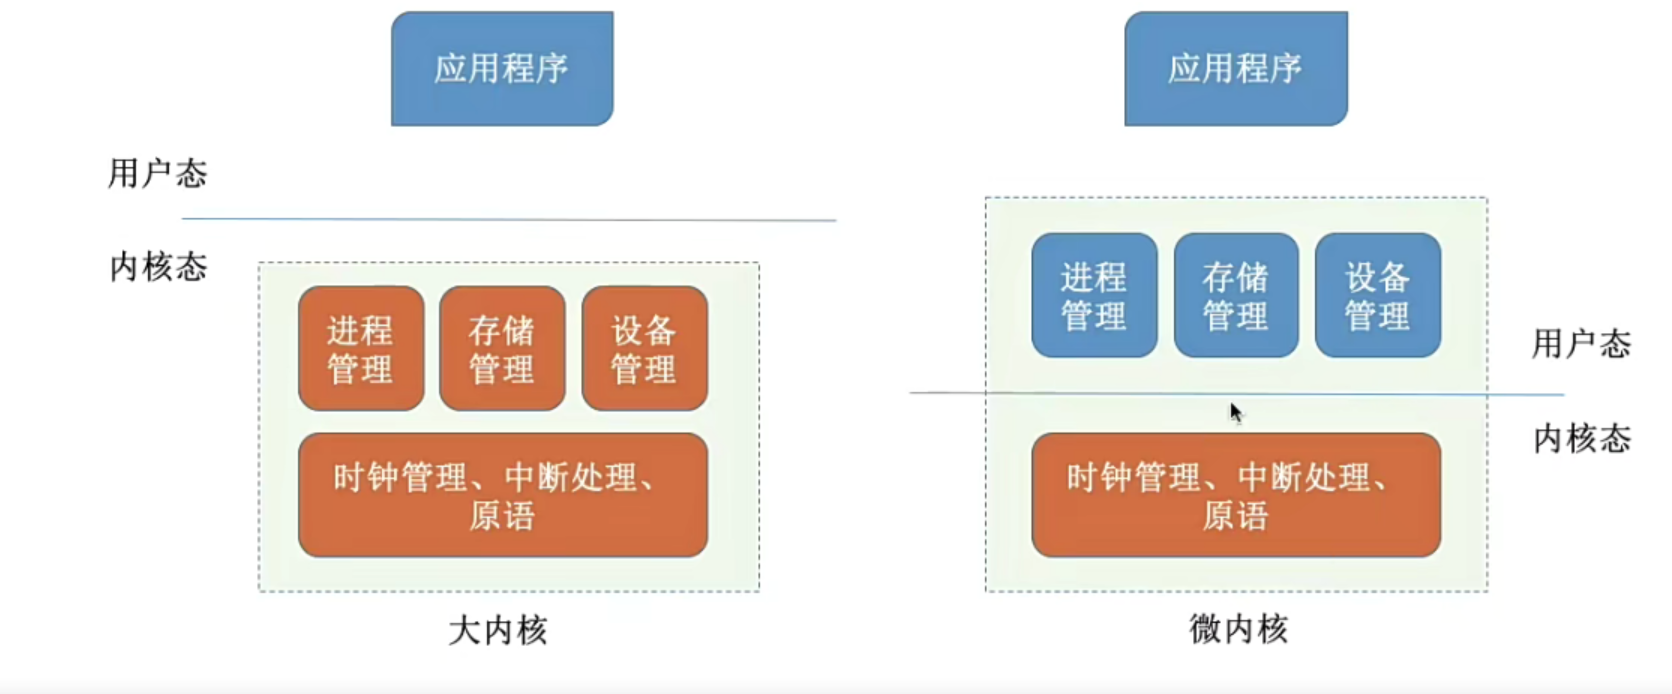 应用程序
用户态
内核态
进程
管理
存储
管理
设备
管理
时钟管理、中断处理、
原语
大内核
应用程序
进程
管理
存储
管理
设备
管理
用户态
内核态
时钟管理、中断处理、
原语
微内核